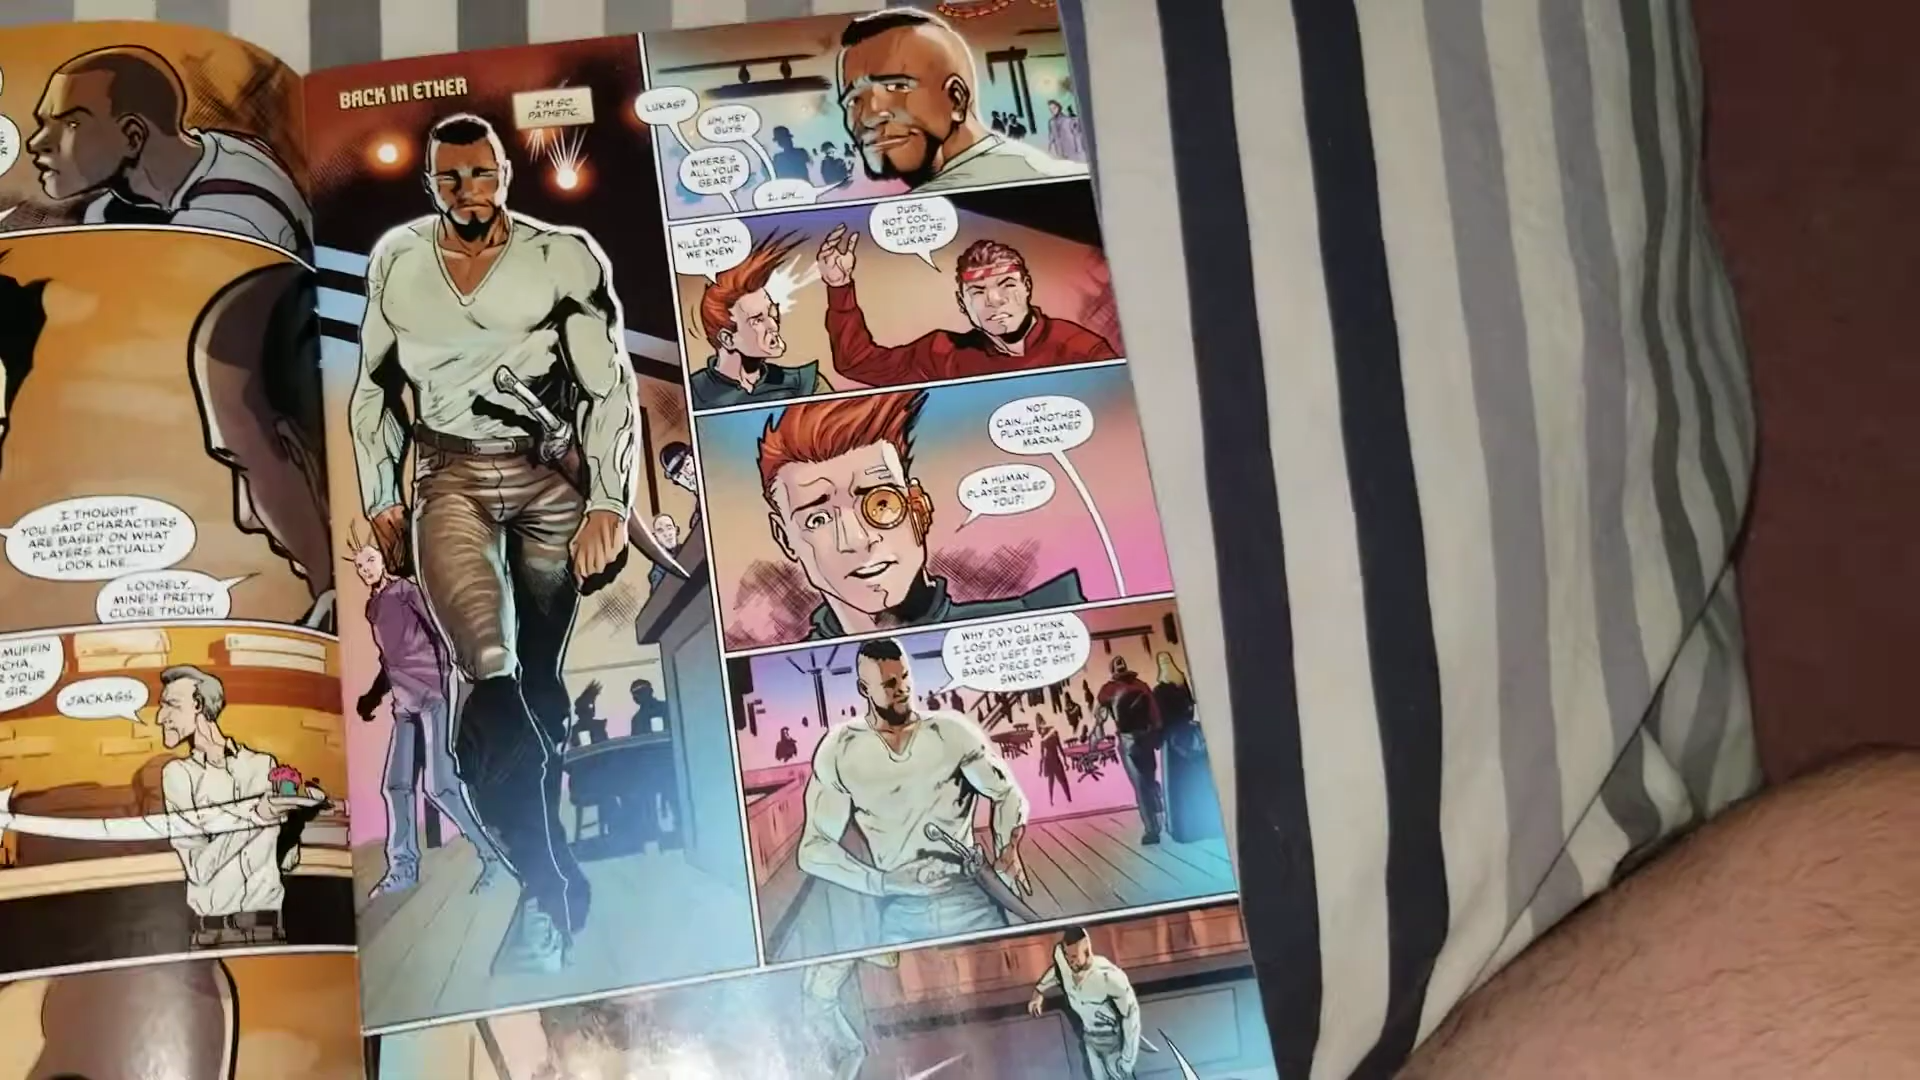 I THOUGHT
YOU SAID CHARACTERS
ARE BASED ON WHAT
PLAYERS ACTUALLY
LOOK LIKE...
LOOSELY.
MINE'S PRETTY
CLOSE THOUGH.
MUFFIN
YOUR
SIR.
JACKASS.
BACK IN ETHER
I'M SO
PATHETIC.
LUKAS?
UH, HEY
GUYS.
WHERE'S
ALL YOUR
GEAR?
I, UH...
CAIN
KILLED YOU,
WE KNEW
IT.
DUDE,
NOT COOL...
BUT DID HE,
LUKAS?
NOT
CAIN...ANOTHER
PLAYER NAMED
MARNA.
A HUMAN
PLAYER KILLED
YOU?!
WHY DO YOU THINK
I LOST MY GEAR? ALL
I GOT LEFT IS THIS
BASIC PIECE OF SHIT
SWORD.